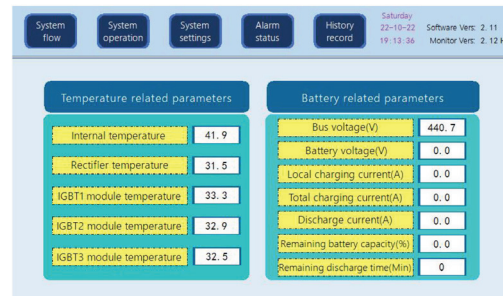 System flow
System operation
System settings
Alarm status
History record
Saturday
22-10-22
19:13:36
Software Vers: 2. 11
Monitor Vers: 2. 12 H
Temperature related parameters
Internal temperature 41.9
Rectifier temperature 31.5
IGBT1 module temperature 33.3
IGBT2 module temperature 32.9
IGBT3 module temperature 32.5
Battery related parameters
Bus voltage(V) 440.7
Battery voltage(V) 0.0
Local charging current(A) 0.0
Total charging current(A) 0.0
Discharge current(A) 0.0
Remaining battery capacity(%) 0.0
Remaining discharge time(Min) 0